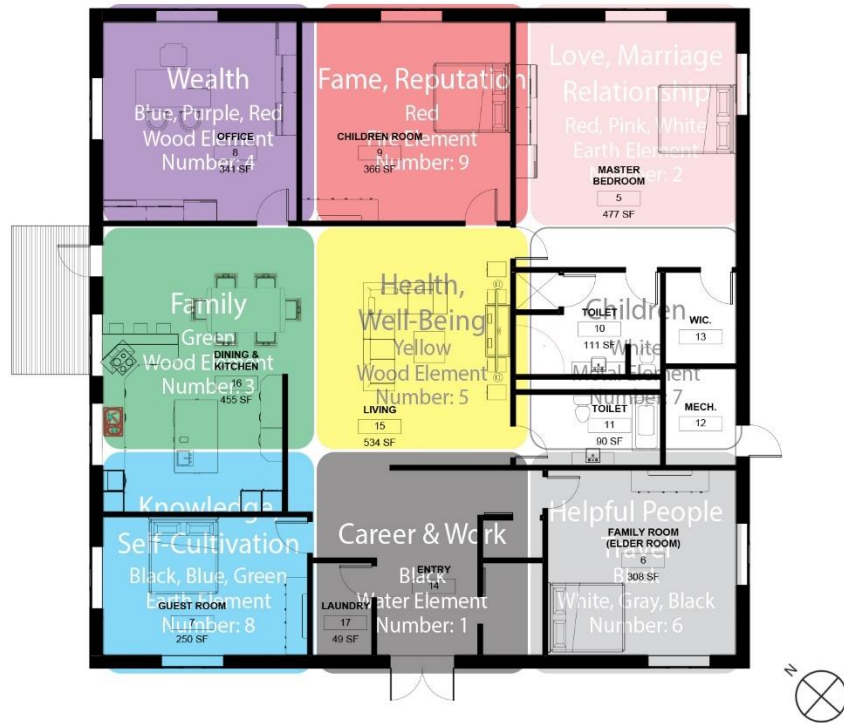 Wealth
Blue, Purple, Red
Wood Element
Number: 4
OFFICE
8
341 SF
Fame, Reputation
Red
Fire Element
Number: 9
CHILDREN ROOM
9
366 SF
Love, Marriage
Relationship
Red, Pink, White
Earth Element
Number: 2
MASTER
BEDROOM
5
477 SF
Family
Green
Wood Element
Number: 3
DINING &
KITCHEN
16
455 SF
Health,
Well-Being
Yellow
Wood Element
Number: 5
LIVING
15
534 SF
Children
White
Metal Element
Number: 7
TOILET
10
111 SF
WIC.
13
TOILET
11
90 SF
MECH.
12
Knowledge,
Self-Cultivation
Black, Blue, Green
Earth Element
Number: 8
GUEST ROOM
7
250 SF
Career & Work
Black
Water Element
Number: 1
ENTRY
14
LAUNDRY
17
49 SF
Helpful People
Travel
Black
White, Gray, Black
Number: 6
FAMILY ROOM
(ELDER ROOM)
6
308 SF
N